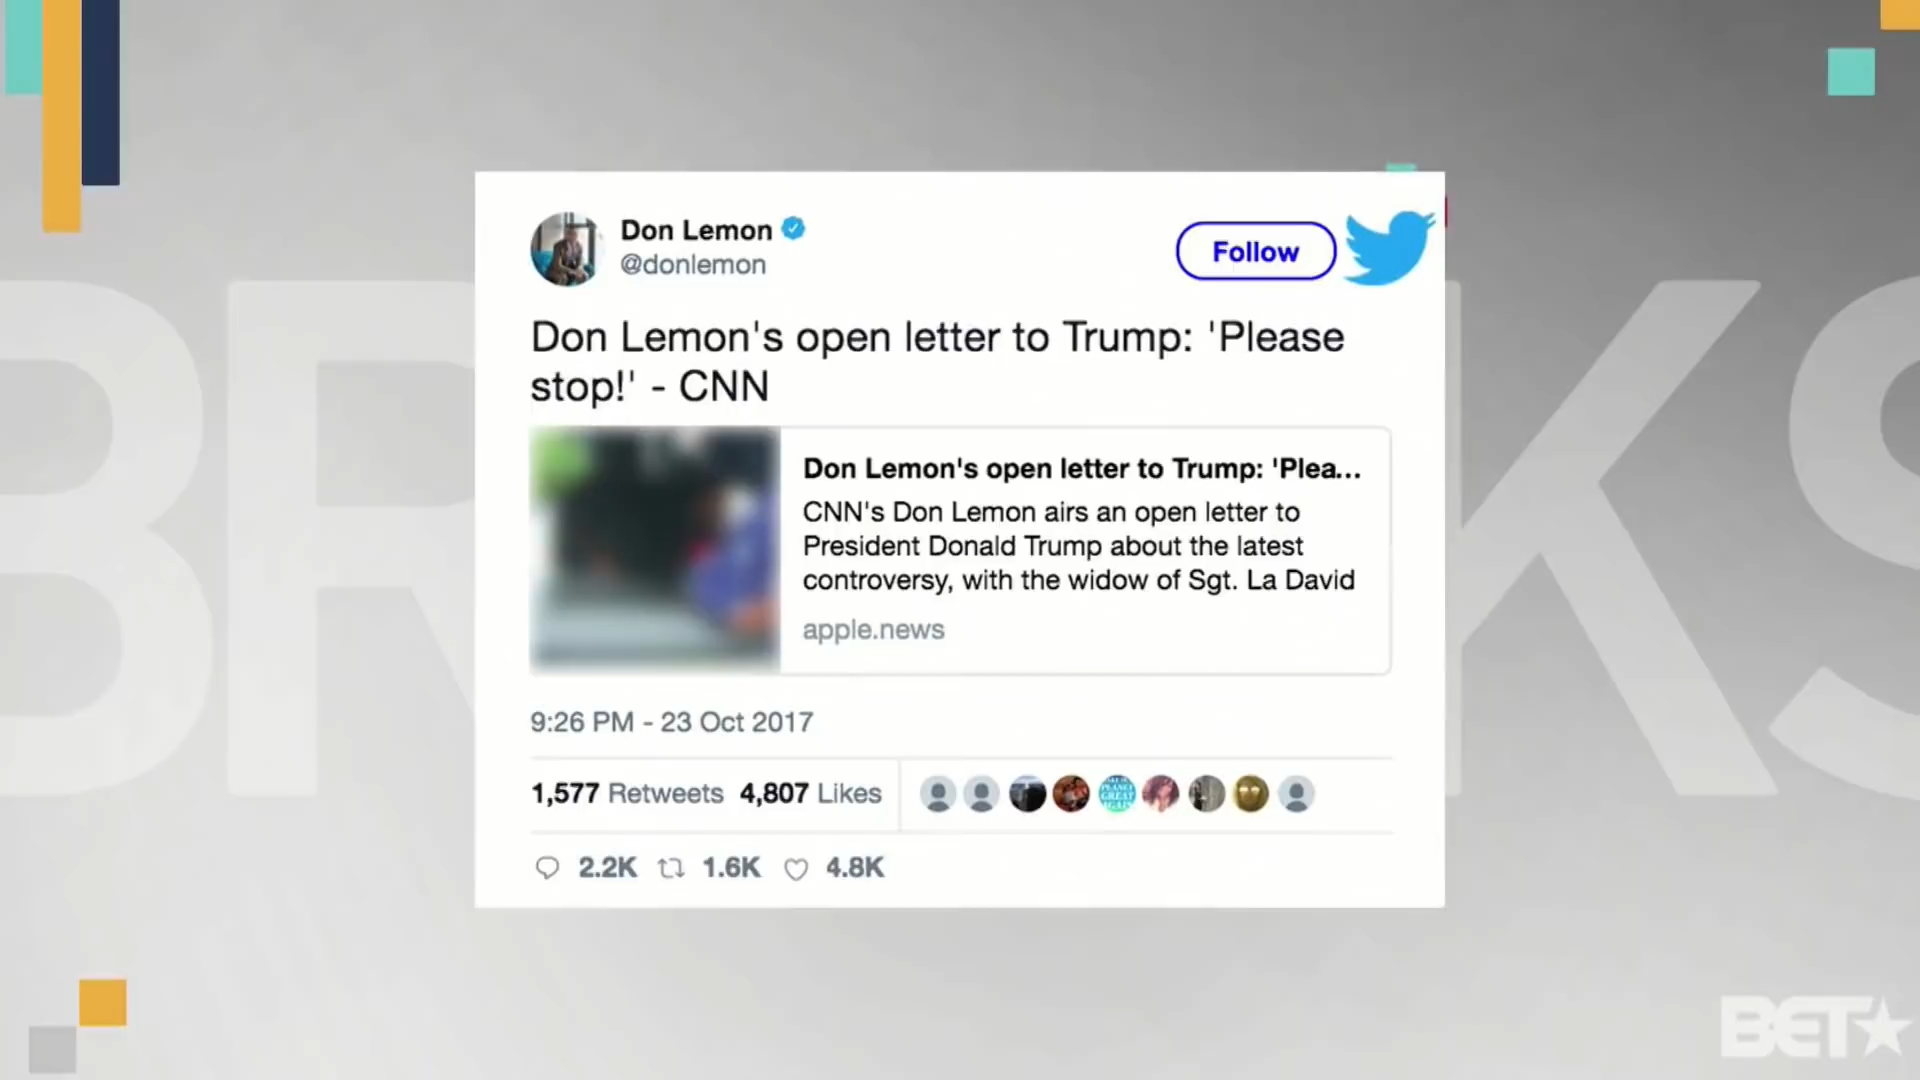 BR KS
Don Lemon
@donlemon
Follow
Don Lemon's open letter to Trump: 'Please
stop!' - CNN
Don Lemon's open letter to Trump: 'Plea...
CNN's Don Lemon airs an open letter to
President Donald Trump about the latest
controversy, with the widow of Sgt. La David
apple.news
9:26 PM - 23 Oct 2017
1,577 Retweets 4,807 Likes
2.2K 1.6K 4.8K
BET